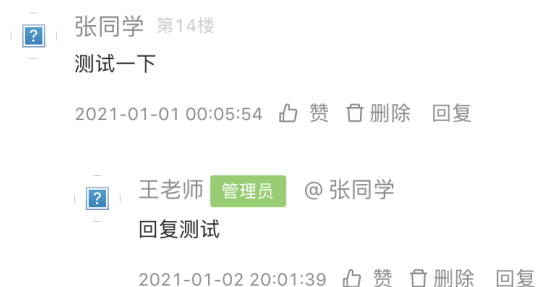 张同学 第14楼
测试一下
2021-01-01 00:05:54 赞 删除 回复
王老师 管理员 @ 张同学
回复测试
2021-01-02 20:01:39 赞 删除 回复